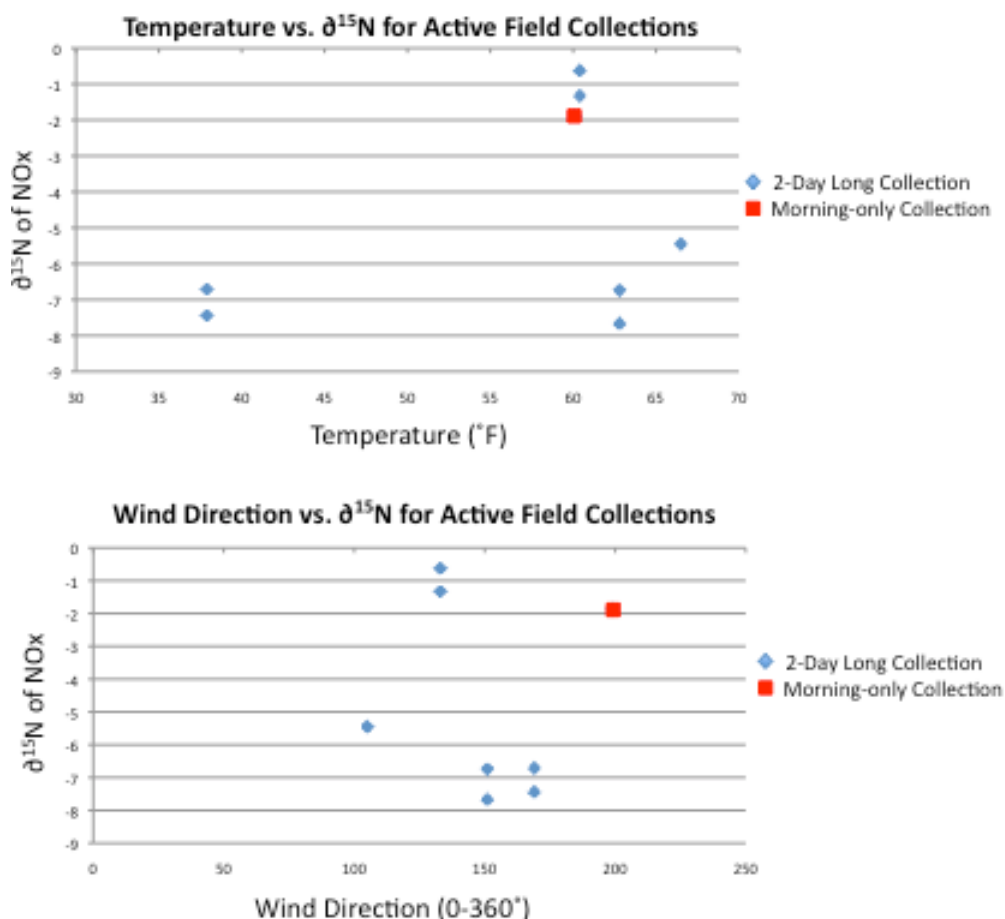 Temperature vs. ∂¹⁵N for Active Field Collections
0
-1
-2
-3
-4
-5
-6
-7
-8
-9
∂¹⁵N of NOx
30 35 40 45 50 55 60 65 70
Temperature (˚F)
2-Day Long Collection
Morning-only Collection
Wind Direction vs. ∂¹⁵N for Active Field Collections
0
-1
-2
-3
-4
-5
-6
-7
-8
-9
∂¹⁵N of NOx
0 50 100 150 200 250
Wind Direction (0-360˚)
2-Day Long Collection
Morning-only Collection